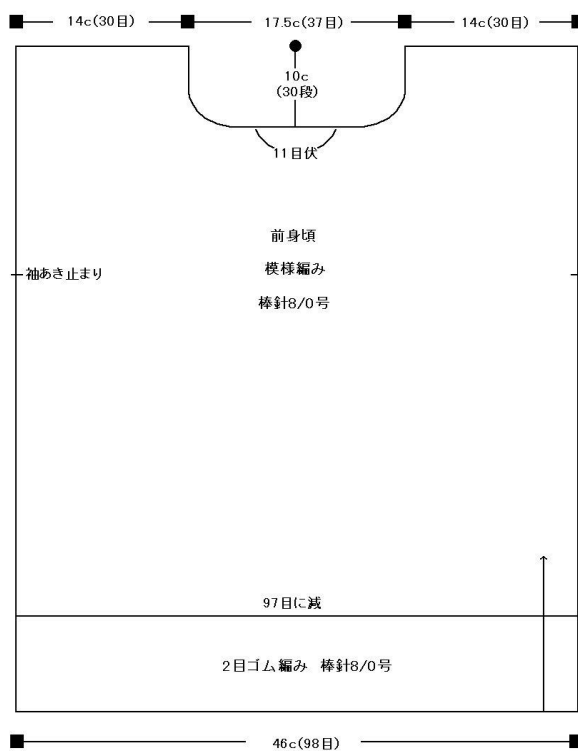 14c(30目) 17.5c(37目) 14c(30目)
10c
(30段)
11目伏
前身頃
模様編み
棒針8/0号
袖あき止まり
97目に減
2目ゴム編み 棒針8/0号
46c(98目)